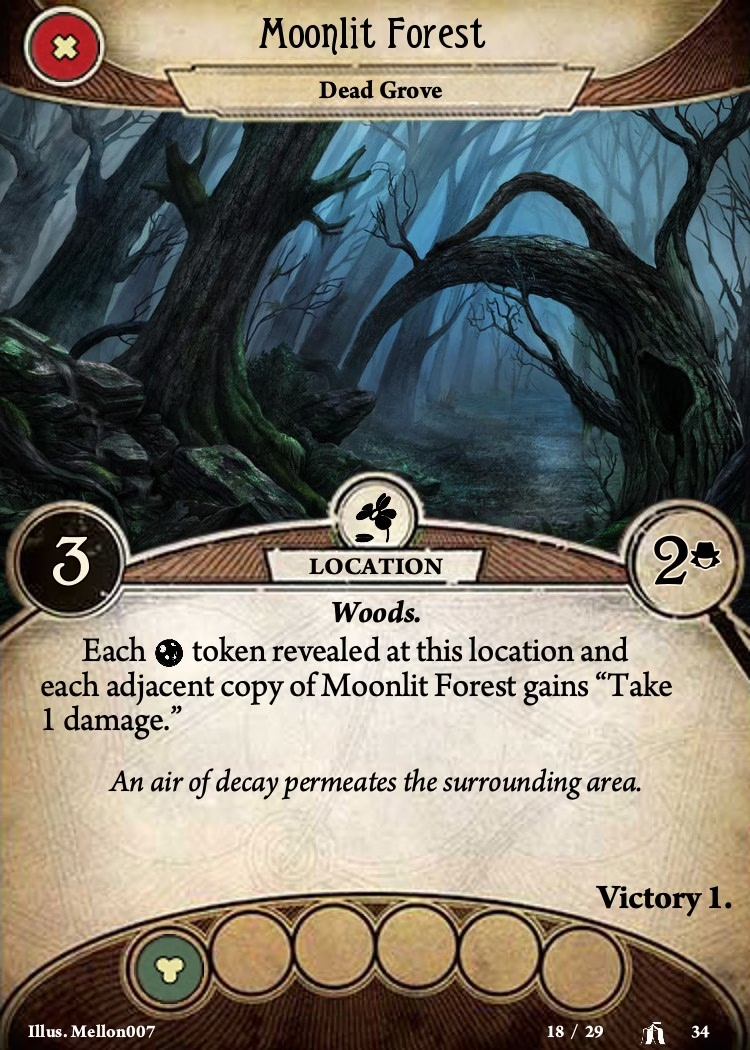 Moonlit Forest
Dead Grove
3
2
LOCATION
Woods.
Each token revealed at this location and
each adjacent copy of Moonlit Forest gains “Take
1 damage.”
An air of decay permeates the surrounding area.
Victory 1.
Illus. Mellon007 18 / 29 34